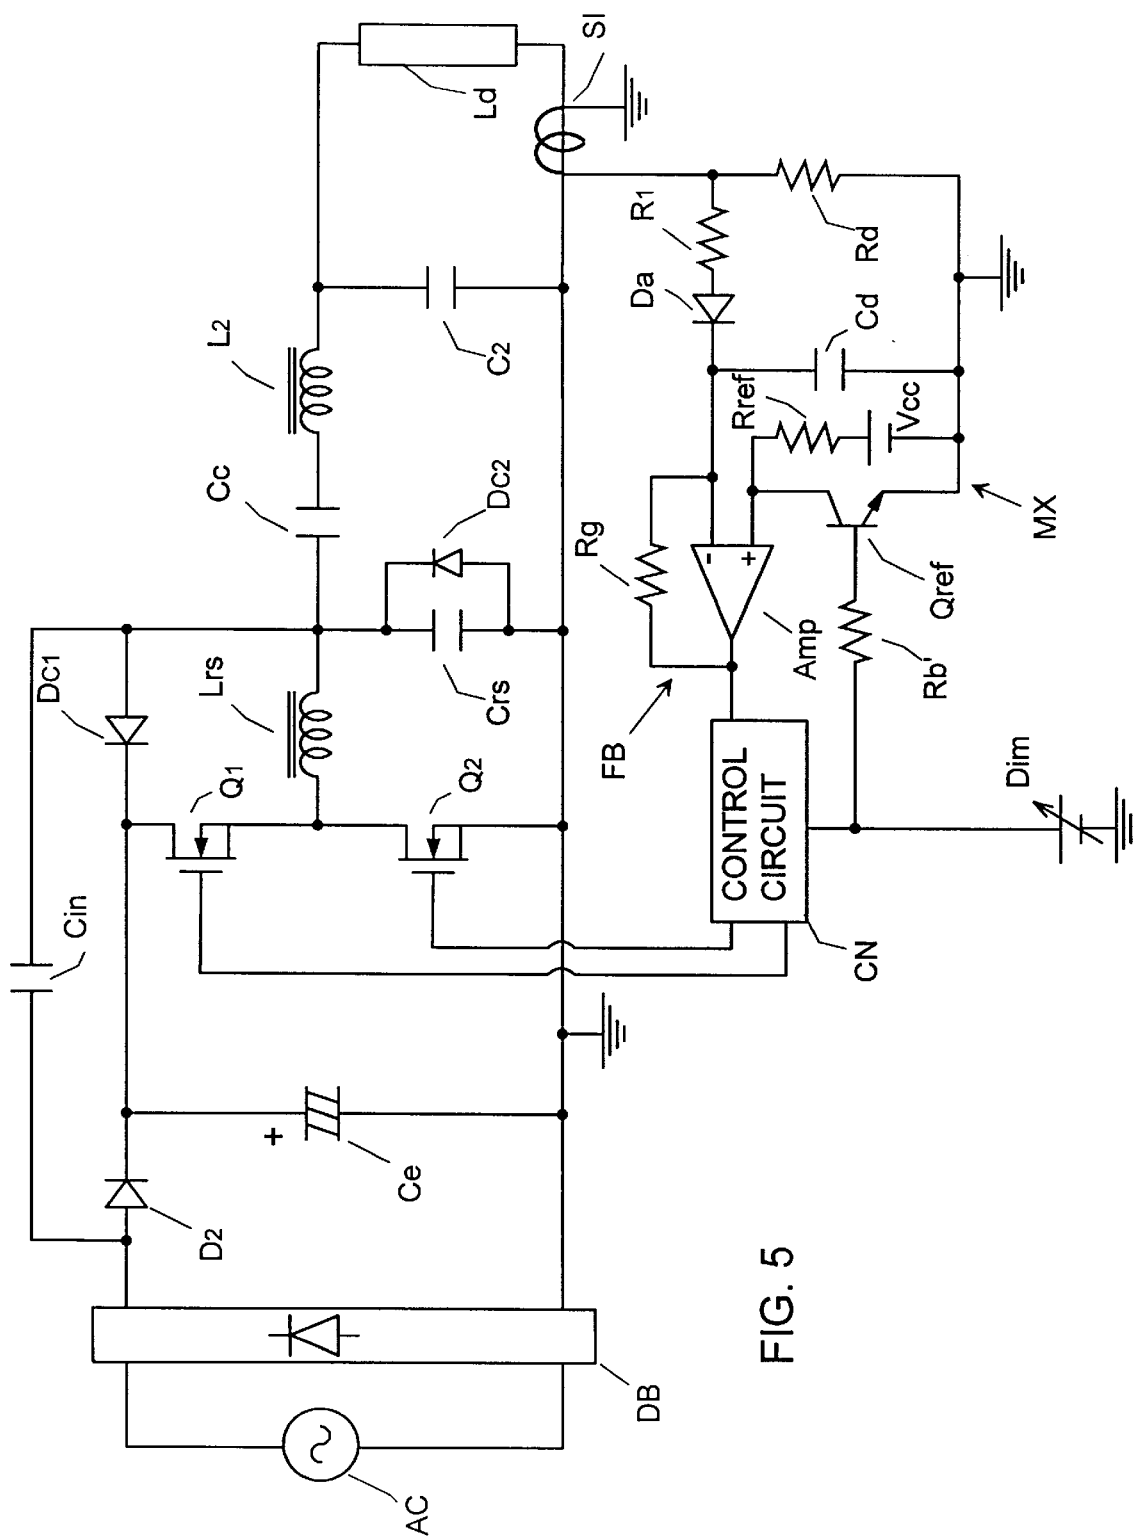 SI
Ld
R1
Rd
Da
Cd
L2
C2
Rref
Vcc
Cc
Dc2
Rg
-
+
MX
Qref
Amp
Rb'
Dc1
Lrs
Crs
FB
Q1
Q2
CONTROL
CIRCUIT
Dim
CN
Cin
+
Ce
D2
DB
AC
FIG. 5